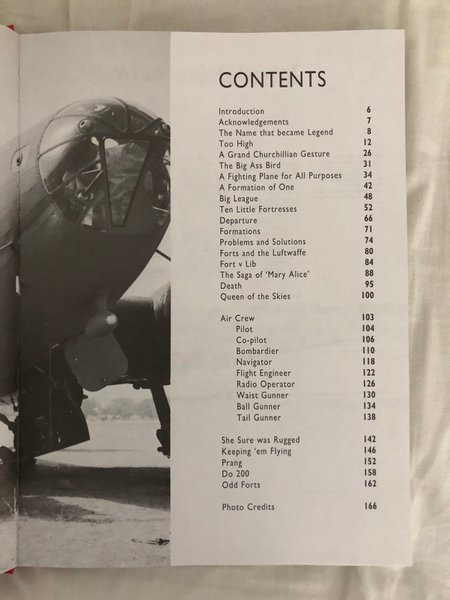 CONTENTS
Introduction 6
Acknowledgements 7
The Name that became Legend 8
Too High 12
A Grand Churchillian Gesture 26
The Big Ass Bird 31
A Fighting Plane for All Purposes 34
A Formation of One 42
Big League 48
Ten Little Fortresses 52
Departure 66
Formations 71
Problems and Solutions 74
Forts and the Luftwaffe 80
Fort v Lib 84
The Saga of 'Mary Alice' 88
Death 95
Queen of the Skies 100
Air Crew 103
Pilot 104
Co-pilot 106
Bombardier 110
Navigator 118
Flight Engineer 122
Radio Operator 126
Waist Gunner 130
Ball Gunner 134
Tail Gunner 138
She Sure was Rugged 142
Keeping 'em Flying 146
Prang 152
Do 200 158
Odd Forts 162
Photo Credits 166